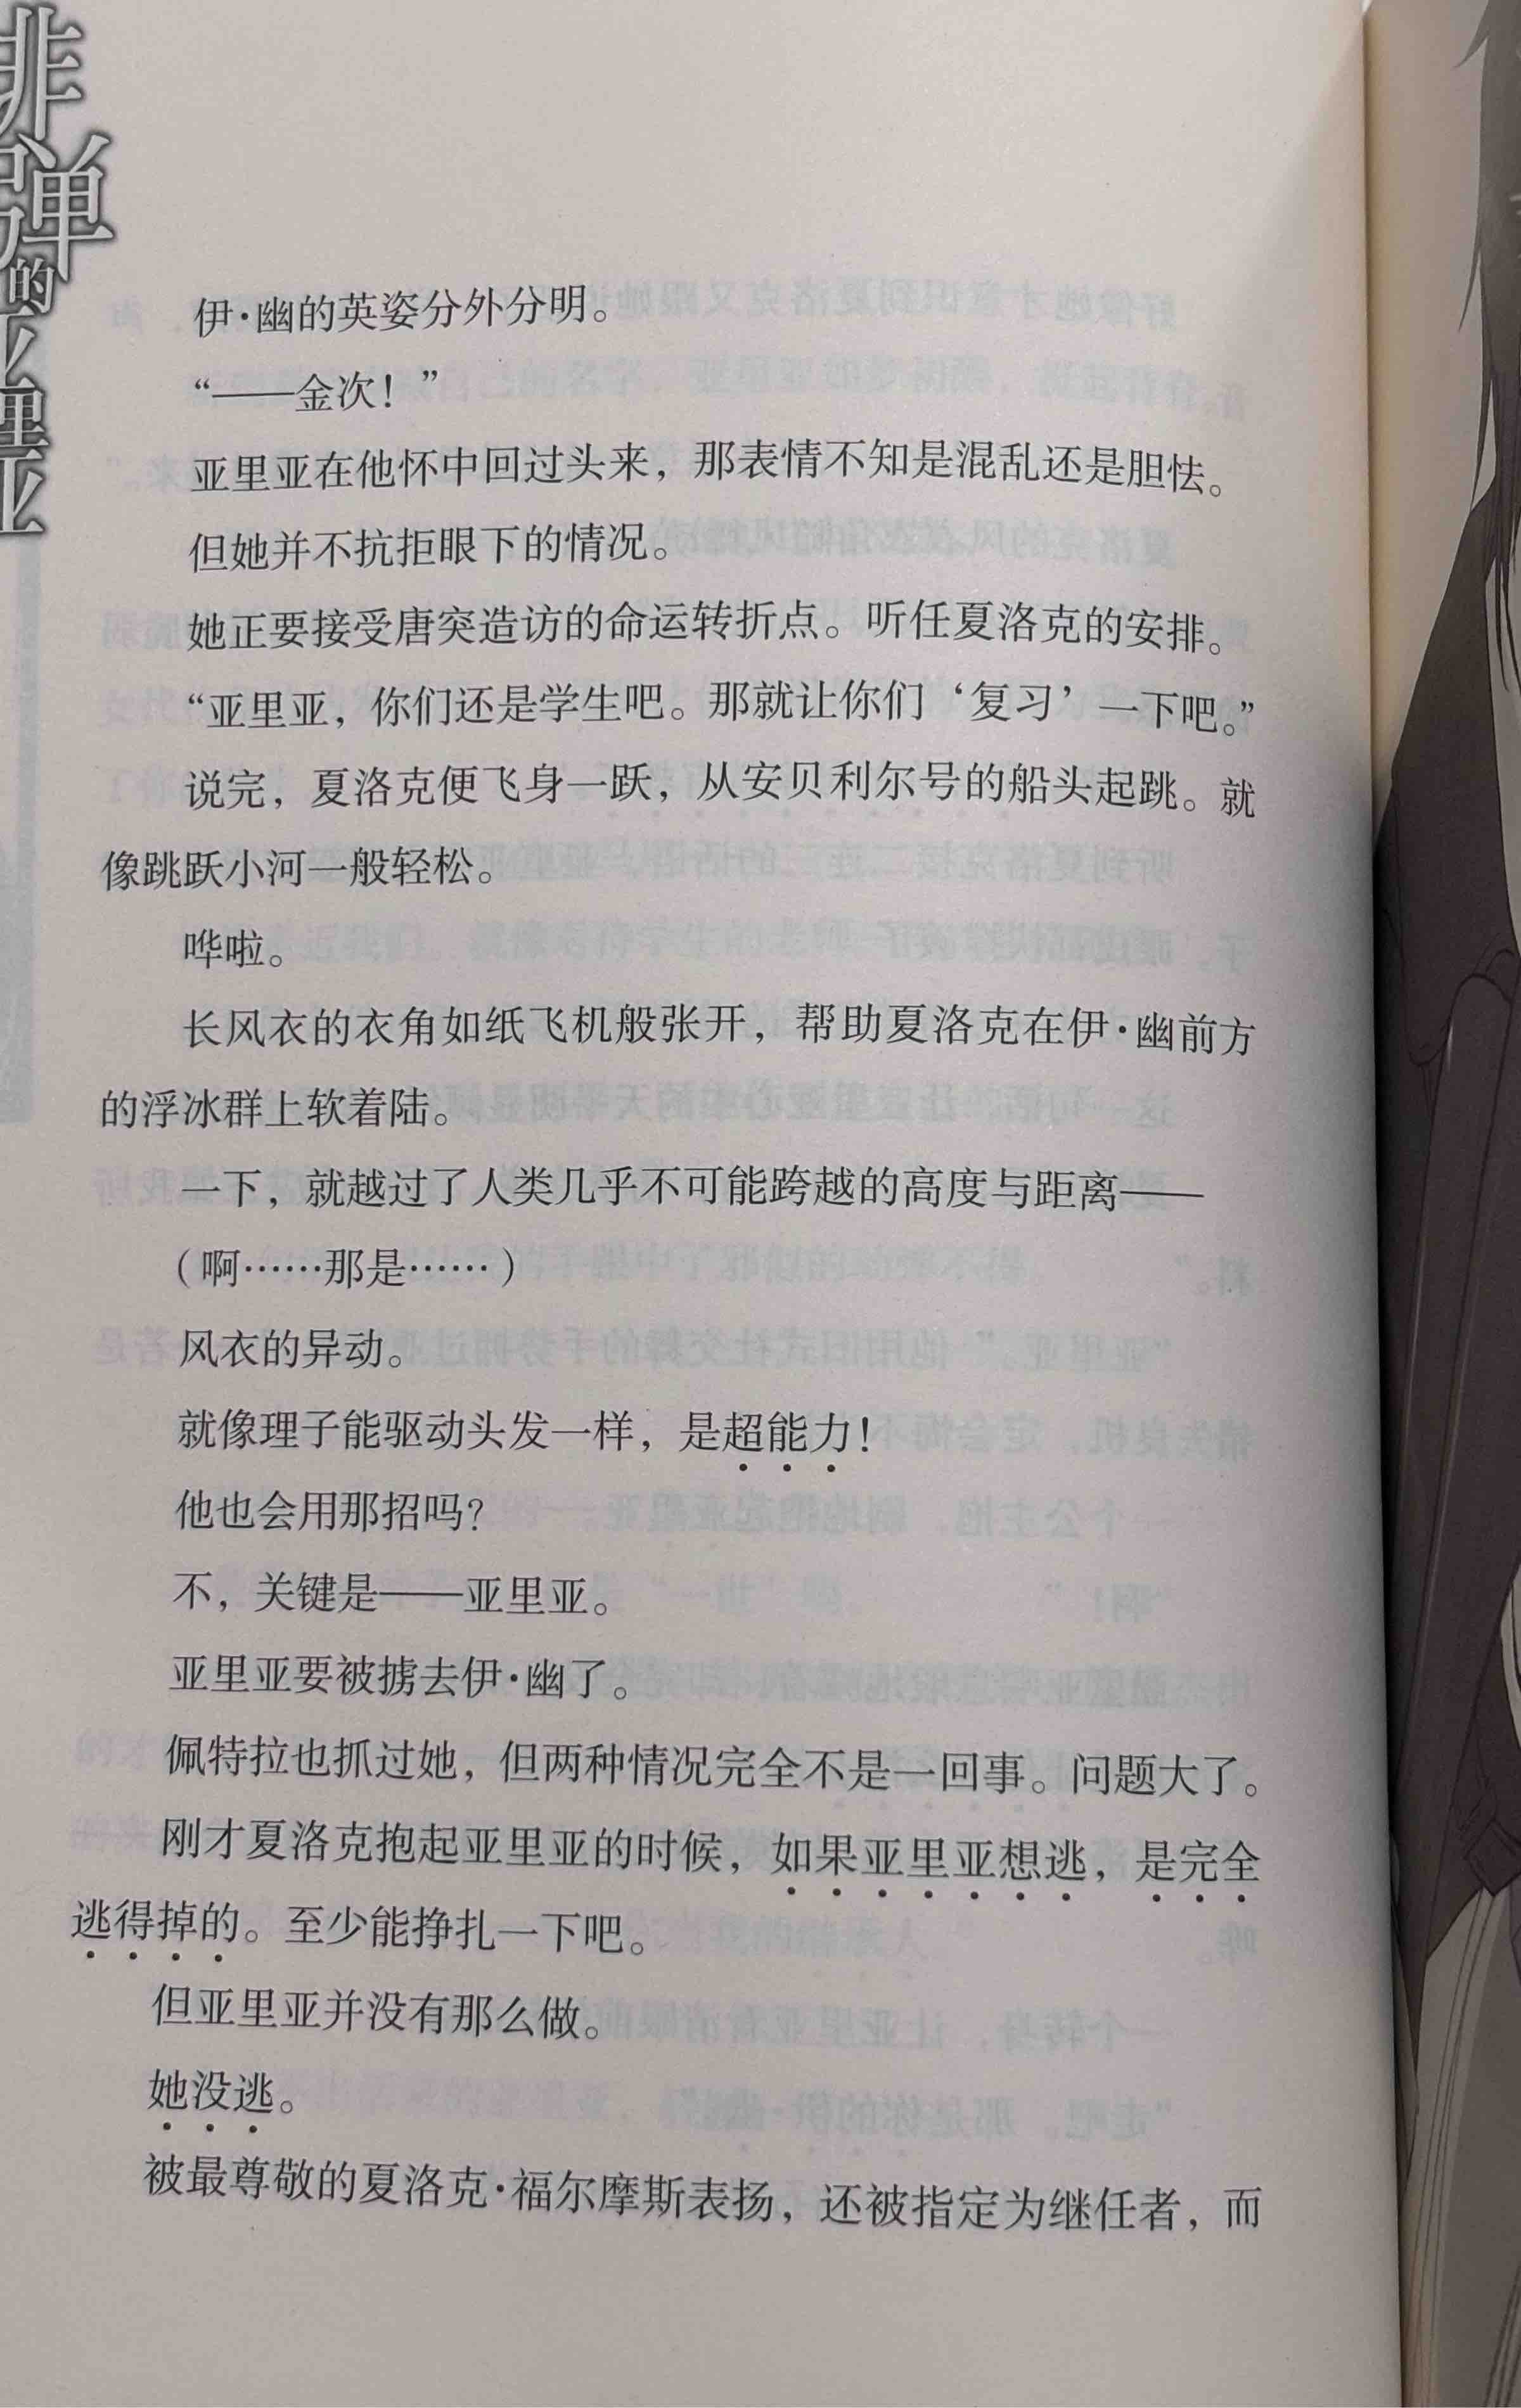 绯弹的亚里亚
伊·幽的英姿分外分明。
“——金次！”
亚里亚在他怀中回过头来，那表情不知是混乱还是胆怯。
但她并不抗拒眼下的情况。
她正要接受唐突造访的命运转折点。听任夏洛克的安排。
“亚里亚，你们还是学生吧。那就让你们‘复习’一下吧。”
说完，夏洛克便飞身一跃，从安贝利尔号的船头起跳。就
像跳跃小河一般轻松。
哗啦。
长风衣的衣角如纸飞机般张开，帮助夏洛克在伊·幽前方
的浮冰群上软着陆。
一下，就越过了人类几乎不可能跨越的高度与距离——
（啊……那是……）
风衣的异动。
就像理子能驱动头发一样，是超能力！
他也会用那招吗？
不，关键是——亚里亚。
亚里亚要被掳去伊·幽了。
佩特拉也抓过她，但两种情况完全不是一回事。问题大了。
刚才夏洛克抱起亚里亚的时候，如果亚里亚想逃，是完全
逃得掉的。至少能挣扎一下吧。
但亚里亚并没有那么做。
她没逃。
被最尊敬的夏洛克·福尔摩斯表扬，还被指定为继任者，而